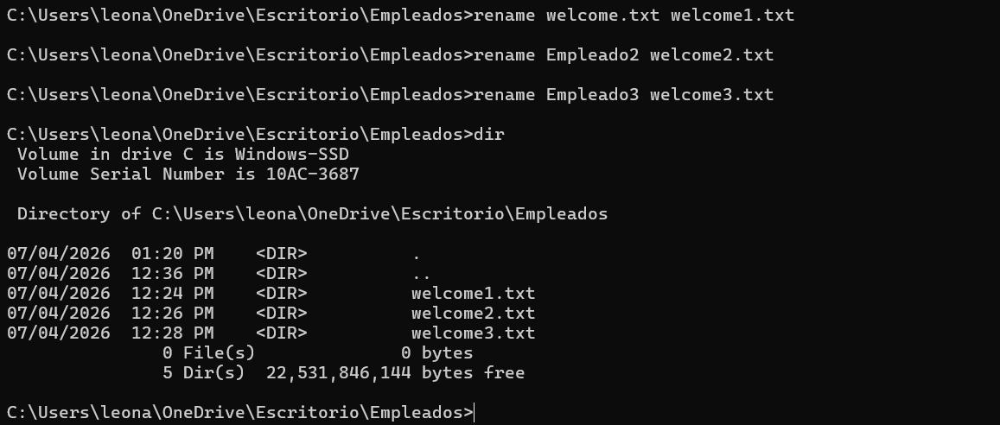 C:\Users\leona\OneDrive\Escritorio\Empleados>rename welcome.txt welcome1.txt
C:\Users\leona\OneDrive\Escritorio\Empleados>rename Empleado2 welcome2.txt
C:\Users\leona\OneDrive\Escritorio\Empleados>rename Empleado3 welcome3.txt
C:\Users\leona\OneDrive\Escritorio\Empleados>dir
 Volume in drive C is Windows-SSD
 Volume Serial Number is 10AC-3687
 Directory of C:\Users\leona\OneDrive\Escritorio\Empleados
07/04/2026  01:20 PM    <DIR>          .
07/04/2026  12:36 PM    <DIR>          ..
07/04/2026  12:24 PM    <DIR>          welcome1.txt
07/04/2026  12:26 PM    <DIR>          welcome2.txt
07/04/2026  12:28 PM    <DIR>          welcome3.txt
               0 File(s)              0 bytes
               5 Dir(s)  22,531,846,144 bytes free
C:\Users\leona\OneDrive\Escritorio\Empleados>